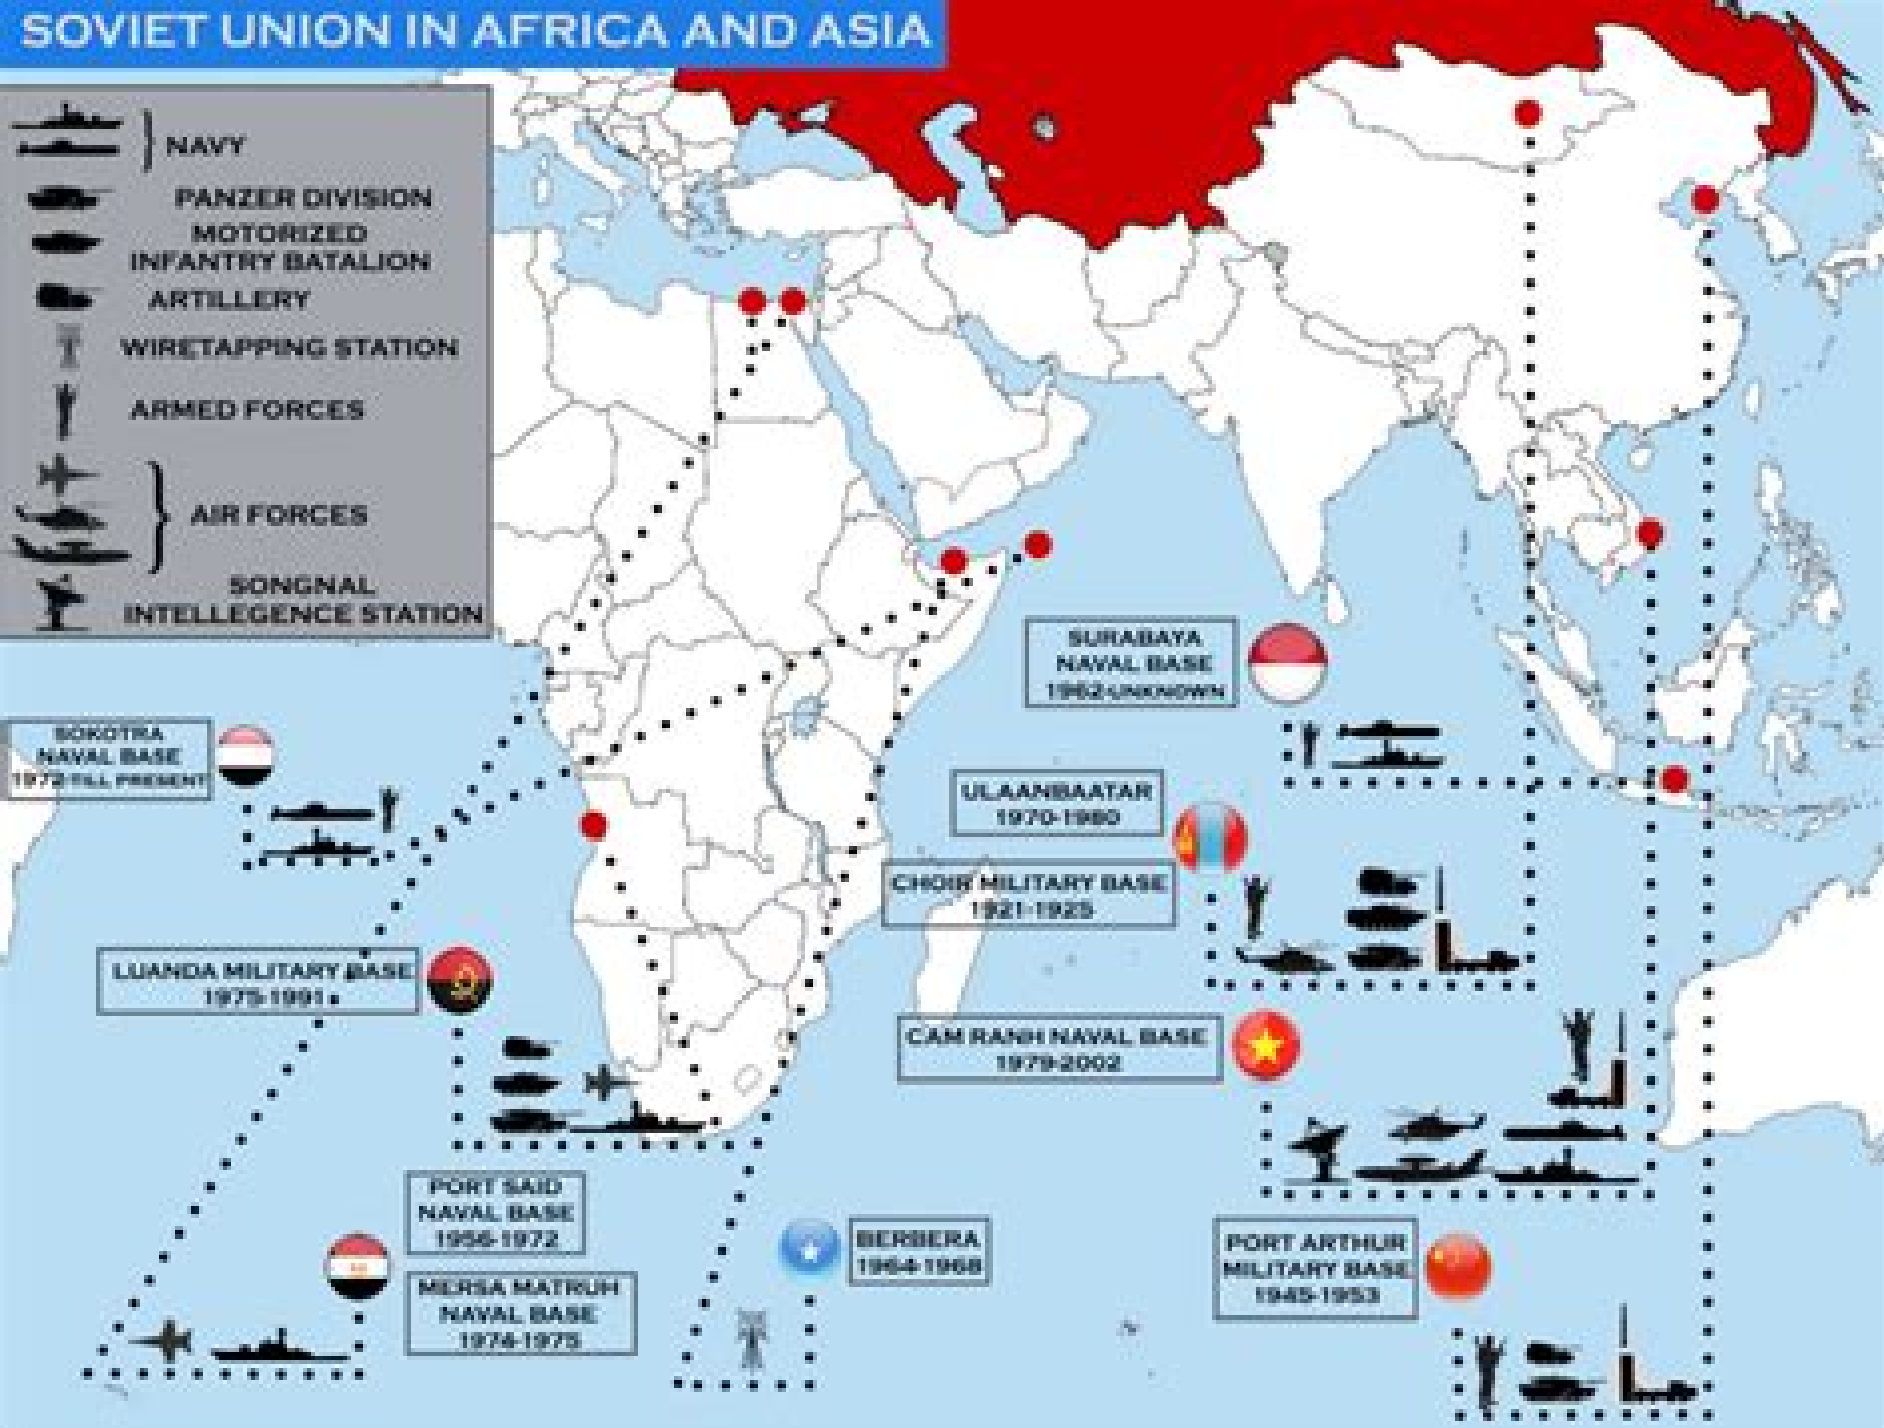 SOVIET UNION IN AFRICA AND ASIA
NAVY
PANZER DIVISION
MOTORIZED
INFANTRY BATALION
ARTILLERY
WIRETAPPING STATION
ARMED FORCES
AIR FORCES
SONGNAL
INTELLEGENCE STATION
SURABAYA
NAVAL BASE
1962-UNKNOWN
SOKOTRA
NAVAL BASE
1972-TILL PRESENT
ULAANBAATAR
1970-1980
CHOIR MILITARY BASE
1921-1925
LUANDA MILITARY BASE
1975-1991
CAM RANH NAVAL BASE
1979-2002
PORT SAID
NAVAL BASE
1956-1972
MERSA MATRUH
NAVAL BASE
1974-1975
BERBERA
1964-1968
PORT ARTHUR
MILITARY BASE
1945-1953